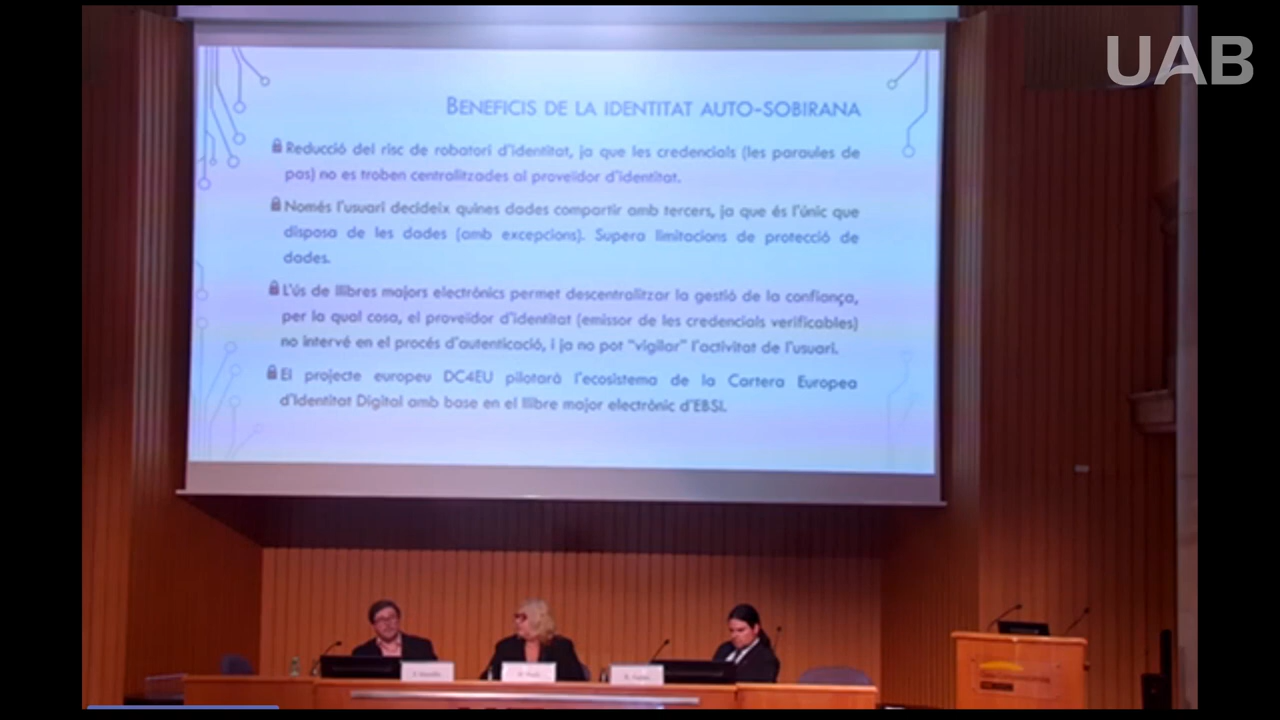 UAB
BENEFICIS DE LA IDENTITAT AUTO-SOBIRANA
Reducció del risc de robatori d'identitat, ja que les credencials (les paraules de
pas) no es troben centralitzades al proveïdor d'identitat.
Només l'usuari decideix quines dades compartir amb tercers, ja que és l'únic que
disposa de les dades (amb excepcions). Supera limitacions de protecció de
dades.
L'ús de llibres majors electrònics permet descentralitzar la gestió de la confiança,
per la qual cosa, el proveïdor d'identitat (emissor de les credencials verificables)
no intervé en el procés d'autenticació, i ja no pot "vigilar" l'activitat de l'usuari.
El projecte europeu DC4EU pilotarà l'ecosistema de la Cartera Europea
d'Identitat Digital amb base en el llibre major electrònic d'EBSI.